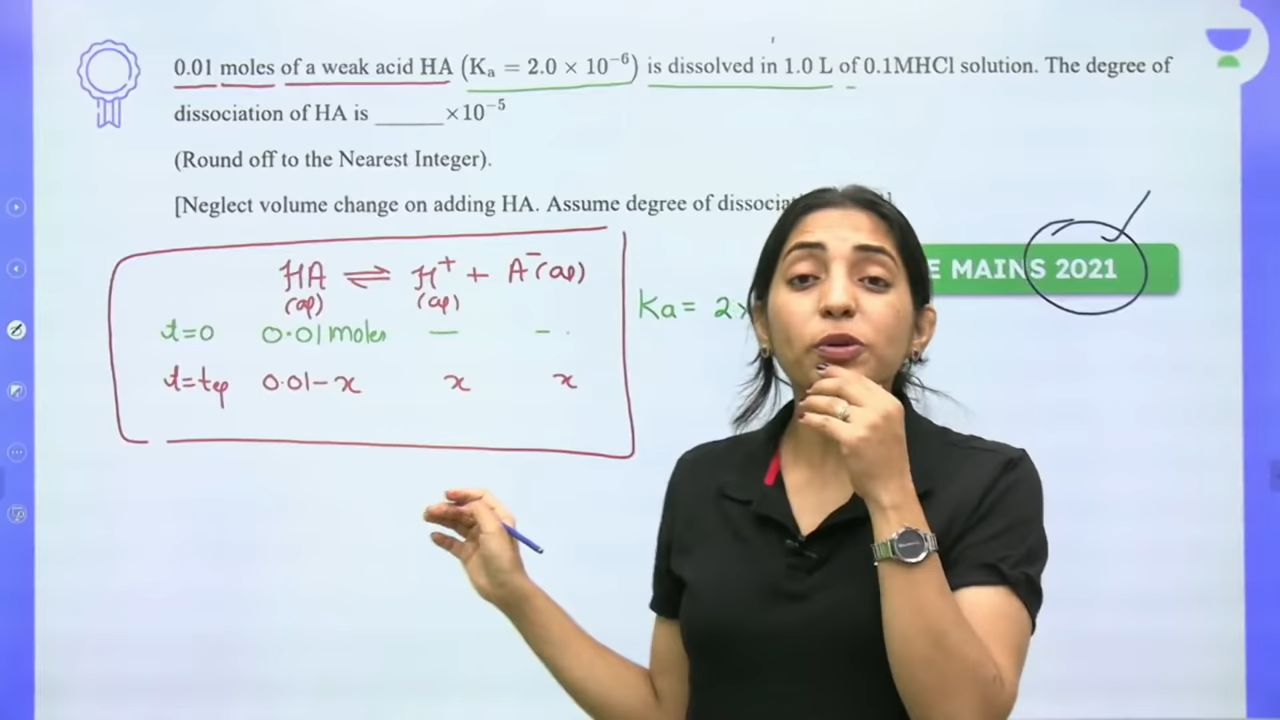 0.01 moles of a weak acid HA (Kₐ = 2.0 × 10⁻⁶) is dissolved in 1.0 L of 0.1MHCl solution. The degree of
dissociation of HA is ______×10⁻⁵
(Round off to the Nearest Integer).
[Neglect volume change on adding HA. Assume degree of
E MAINS 2021
HA ⇌ H⁺ + A⁻(aq)
(aq) (aq)
Ka = 2×
t=0 0.01 moles — —
t=teq 0.01-x x x